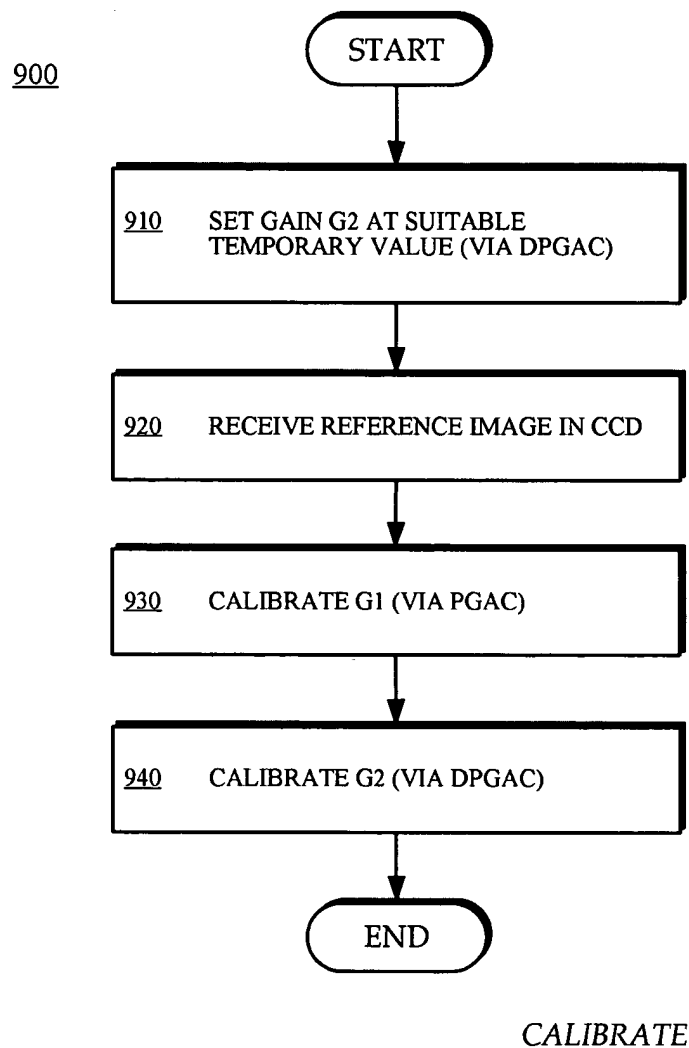 START
900
910 SET GAIN G2 AT SUITABLE
TEMPORARY VALUE (VIA DPGAC)
920 RECEIVE REFERENCE IMAGE IN CCD
930 CALIBRATE G1 (VIA PGAC)
940 CALIBRATE G2 (VIA DPGAC)
END
CALIBRATE